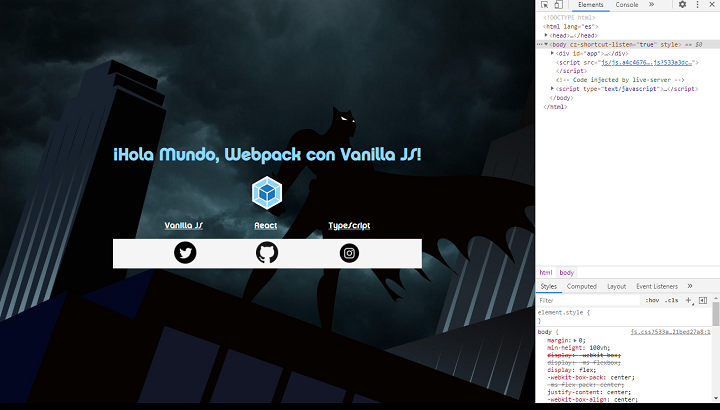 ¡Hola Mundo, Webpack con Vanilla JS!
Vanilla JS React TypeScript
Elements Console »
<!DOCTYPE html>
<html lang="es">
<head>…</head>
<body cz-shortcut-listen="true" style> == $0
<div id="app">…</div>
<script src="js/js.a4c4676….js?533a3dc…">
</script>
<!-- Code injected by live-server -->
<script type="text/javascript">…</script>
</body>
</html>
html body
Styles Computed Layout Event Listeners »
Filter :hov .cls +
element.style {
}
body { js.css?533a…21bed27a8:1
margin: 0;
min-height: 100vh;
display: -webkit-box;
display: -ms-flexbox;
display: flex;
-webkit-box-pack: center;
-ms-flex-pack: center;
justify-content: center;
-webkit-box-align: center;